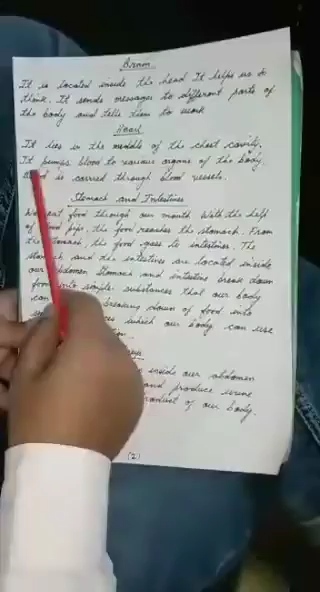 Brain
It is located inside the head It helps us to
think. It sends messages to different parts of
the body and tells them to work
Heart
It lies in the middle of the chest cavity.
It pumps blood to various organs of the body.
is carried through blood vessels.
Stomach and Intestines
We eat food through our mouth With the help
of pipe, the food reaches the stomach. From
the stomach the food goes to intestines. The
stomach and the intestines are located inside
our abdomen Stomach and intestine break down
food into simple substances that our body
breaking down of food into
which our body can use
inside our abdomen
and produce urine
product of our body.
(2)